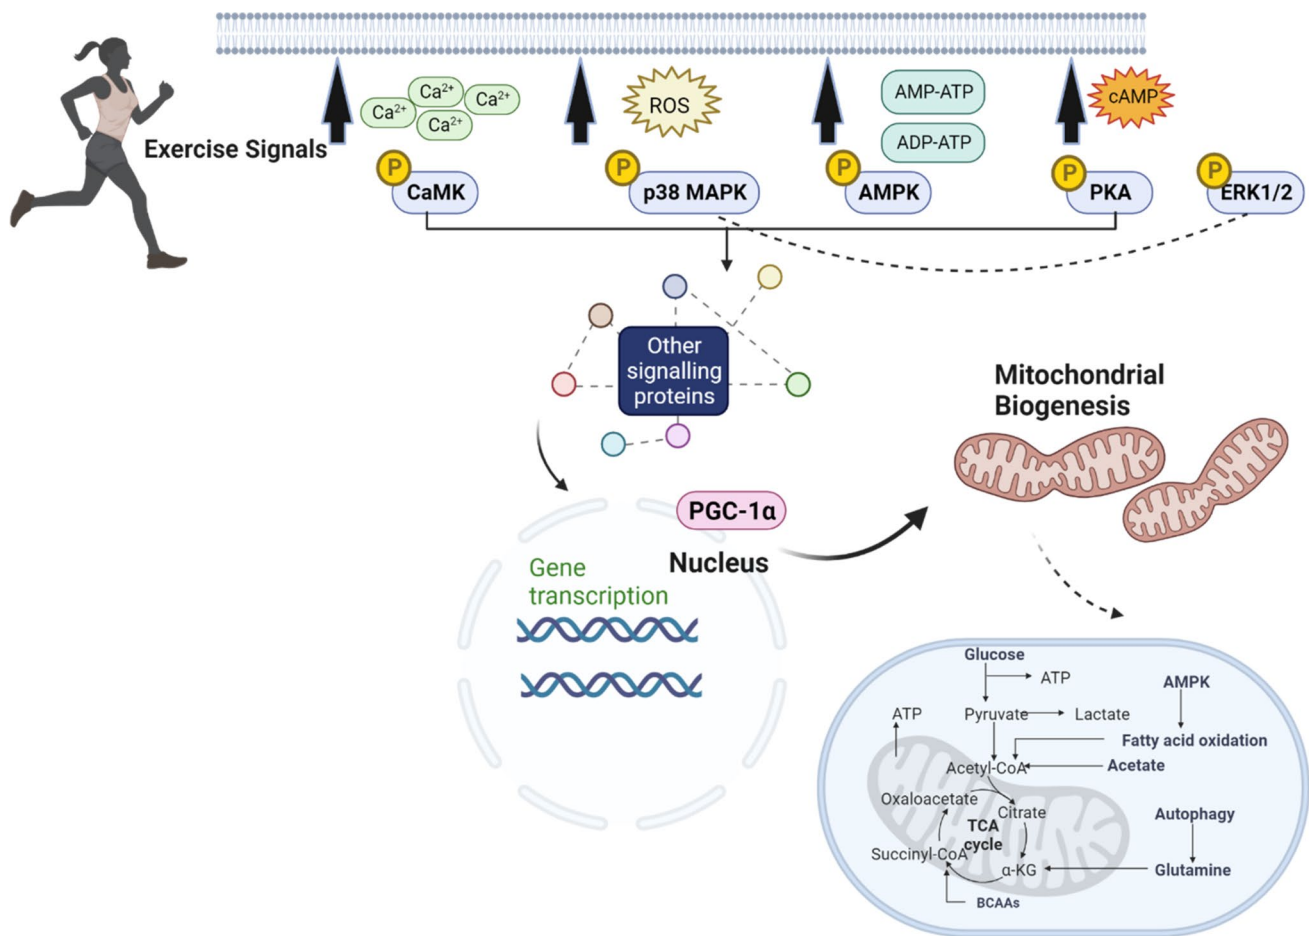 Exercise Signals
Ca²⁺
Ca²⁺
Ca²⁺
Ca²⁺
ROS
AMP-ATP
ADP-ATP
cAMP
P
CaMK
P
p38 MAPK
P
AMPK
P
PKA
P
ERK1/2
Other
signalling
proteins
Mitochondrial
Biogenesis
PGC-1α
Nucleus
Gene
transcription
Glucose
ATP
AMPK
ATP
Pyruvate
Lactate
Fatty acid oxidation
Acetyl-CoA
Acetate
Oxaloacetate
Citrate
Autophagy
TCA
cycle
Succinyl-CoA
α-KG
Glutamine
BCAAs